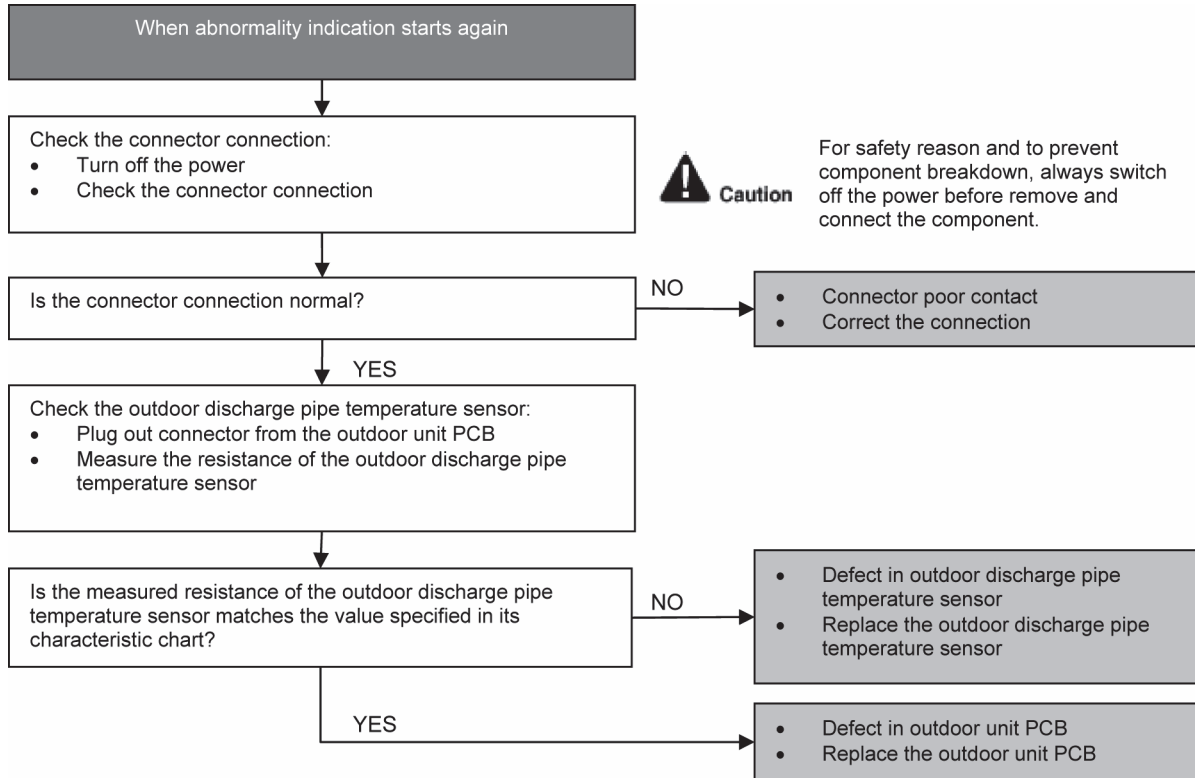 When abnormality indication starts again
Check the connector connection:
• Turn off the power
• Check the connector connection
Caution
For safety reason and to prevent
component breakdown, always switch
off the power before remove and
connect the component.
Is the connector connection normal?
NO
• Connector poor contact
• Correct the connection
YES
Check the outdoor discharge pipe temperature sensor:
• Plug out connector from the outdoor unit PCB
• Measure the resistance of the outdoor discharge pipe
temperature sensor
Is the measured resistance of the outdoor discharge pipe
temperature sensor matches the value specified in its
characteristic chart?
NO
• Defect in outdoor discharge pipe
temperature sensor
• Replace the outdoor discharge pipe
temperature sensor
YES
• Defect in outdoor unit PCB
• Replace the outdoor unit PCB